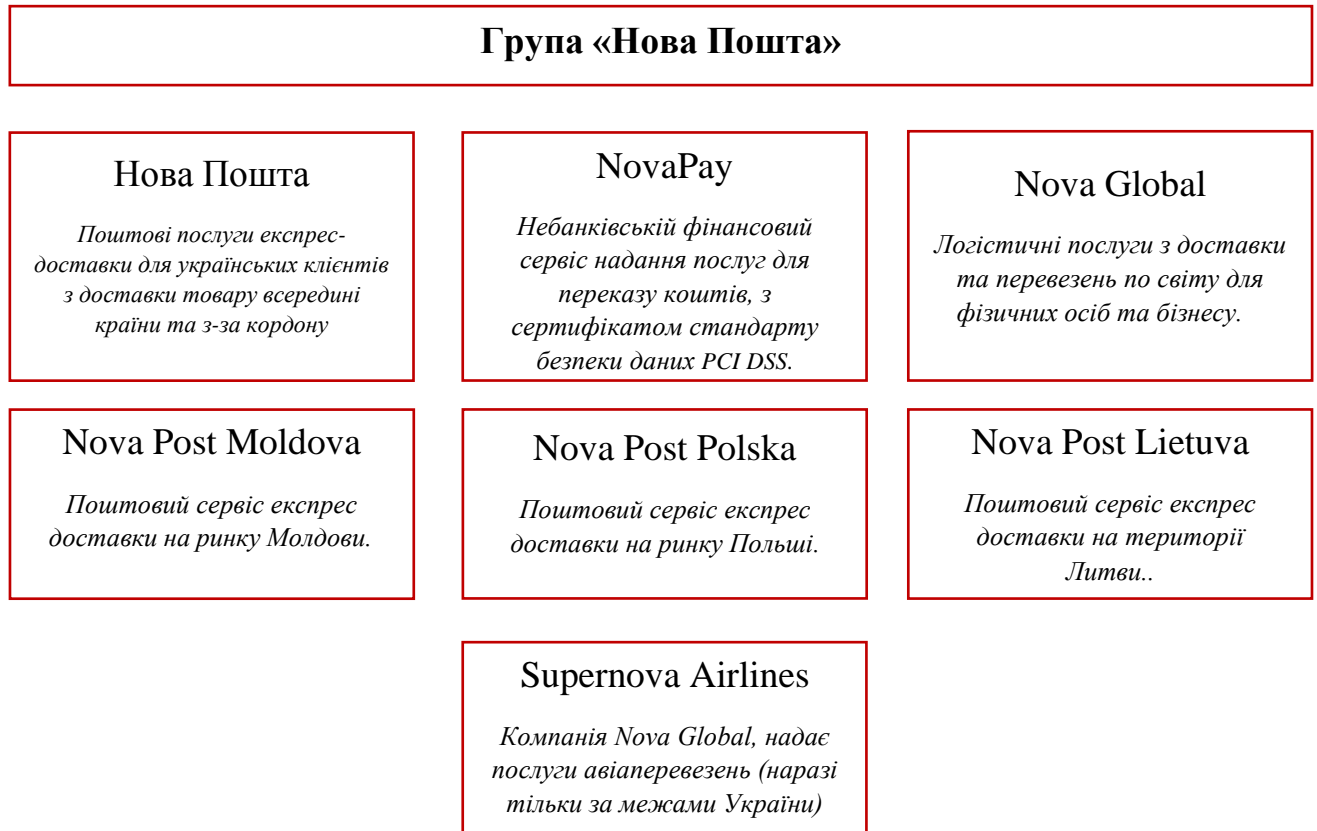 Група «Нова Пошта»
Нова Пошта
Поштові послуги експрес-
доставки для українських клієнтів
з доставки товару всередині
країни та з-за кордону
NovaPay
Небанківській фінансовий
сервіс надання послуг для
переказу коштів, з
сертифікатом стандарту
безпеки даних PCI DSS.
Nova Global
Логістичні послуги з доставки
та перевезень по світу для
фізичних осіб та бізнесу.
Nova Post Moldova
Поштовий сервіс експрес
доставки на ринку Молдови.
Nova Post Polska
Поштовий сервіс експрес
доставки на ринку Польші.
Nova Post Lietuva
Поштовий сервіс експрес
доставки на території
Литви..
Supernova Airlines
Компанія Nova Global, надає
послуги авіаперевезень (наразі
тільки за межами України)